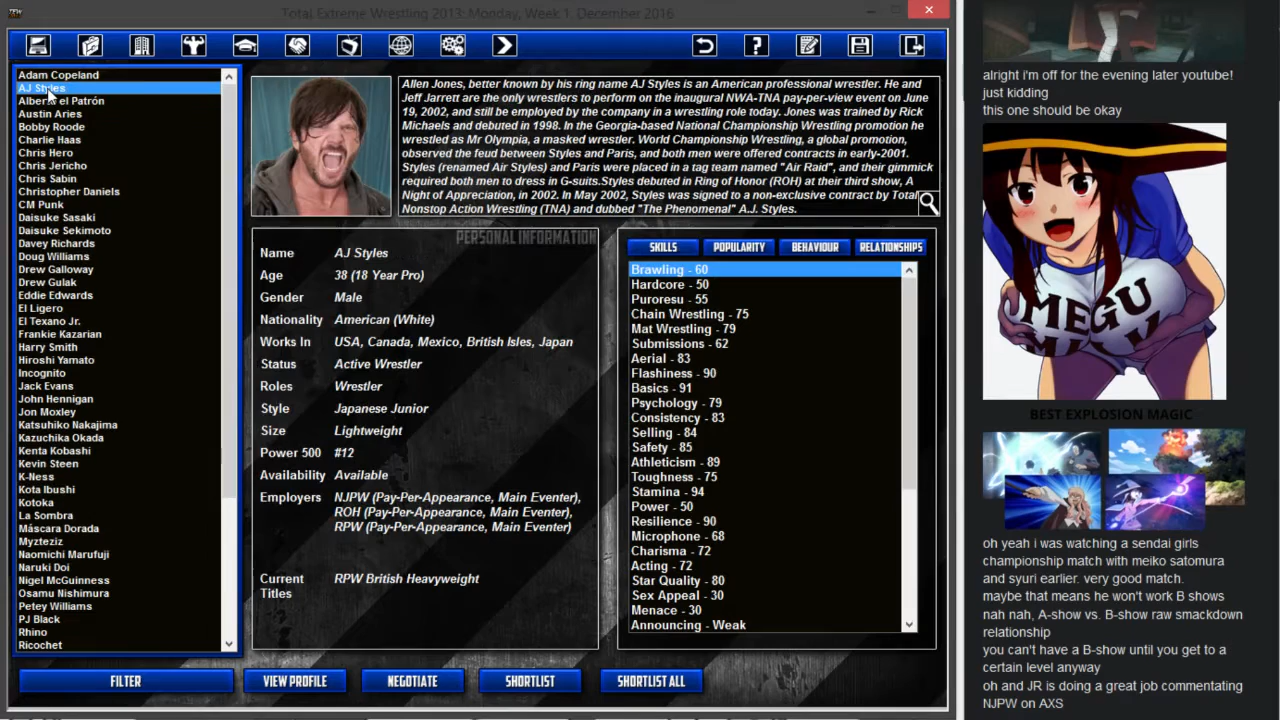 Total Extreme Wrestling 2013: Monday, Week 1, December 2016
Adam Copeland
AJ Styles
Alberto el Patrón
Austin Aries
Bobby Roode
Charlie Haas
Chris Hero
Chris Jericho
Chris Sabin
Christopher Daniels
CM Punk
Daisuke Sasaki
Daisuke Sekimoto
Davey Richards
Doug Williams
Drew Galloway
Drew Gulak
Eddie Edwards
El Ligero
El Texano Jr.
Frankie Kazarian
Harry Smith
Hiroshi Yamato
Incognito
Jack Evans
John Hennigan
Jon Moxley
Katsuhiko Nakajima
Kazuchika Okada
Kenta Kobashi
Kevin Steen
K-Ness
Kota Ibushi
Kotoka
La Sombra
Máscara Dorada
Myzteziz
Naomichi Marufuji
Naruki Doi
Nigel McGuinness
Osamu Nishimura
Petey Williams
PJ Black
Rhino
Ricochet
FILTER
Allen Jones, better known by his ring name AJ Styles is an American professional wrestler. He and
Jeff Jarrett are the only wrestlers to perform on the inaugural NWA-TNA pay-per-view event on June
19, 2002, and still be employed by the company in a wrestling role today. Jones was trained by Rick
Michaels and debuted in 1998. In the Georgia-based National Championship Wrestling promotion he
wrestled as Mr Olympia, a masked wrestler. World Championship Wrestling, a global promotion,
observed the feud between Styles and Paris, and both men were offered contracts in early-2001.
Styles (renamed Air Styles) and Paris were placed in a tag team named "Air Raid", and their gimmick
required both men to dress in G-suits.Styles debuted in Ring of Honor (ROH) at their third show, A
Night of Appreciation, in 2002. In May 2002, Styles was signed to a non-exclusive contract by Total
Nonstop Action Wrestling (TNA) and dubbed "The Phenomenal" A.J. Styles.
PERSONAL INFORMATION
Name AJ Styles
Age 38 (18 Year Pro)
Gender Male
Nationality American (White)
Works In USA, Canada, Mexico, British Isles, Japan
Status Active Wrestler
Roles Wrestler
Style Japanese Junior
Size Lightweight
Power 500 #12
Availability Available
Employers NJPW (Pay-Per-Appearance, Main Eventer),
ROH (Pay-Per-Appearance, Main Eventer),
RPW (Pay-Per-Appearance, Main Eventer)
Current Titles RPW British Heavyweight
SKILLS POPULARITY BEHAVIOUR RELATIONSHIPS
Brawling - 60
Hardcore - 50
Puroresu - 55
Chain Wrestling - 75
Mat Wrestling - 79
Submissions - 62
Aerial - 83
Flashiness - 90
Basics - 91
Psychology - 79
Consistency - 83
Selling - 84
Safety - 85
Athleticism - 89
Toughness - 75
Stamina - 94
Power - 50
Resilience - 90
Microphone - 68
Charisma - 72
Acting - 72
Star Quality - 80
Sex Appeal - 30
Menace - 30
Announcing - Weak
VIEW PROFILE NEGOTIATE SHORTLIST SHORTLIST ALL
alright i'm off for the evening later youtube!
just kidding
this one should be okay
OMEGU
BEST EXPLOSION MAGIC
oh yeah i was watching a sendai girls
championship match with meiko satomura
and syuri earlier. very good match.
maybe that means he won't work B shows
nah nah, A-show vs. B-show raw smackdown
relationship
you can't have a B-show until you get to a
certain level anyway
oh and JR is doing a great job commentating
NJPW on AXS